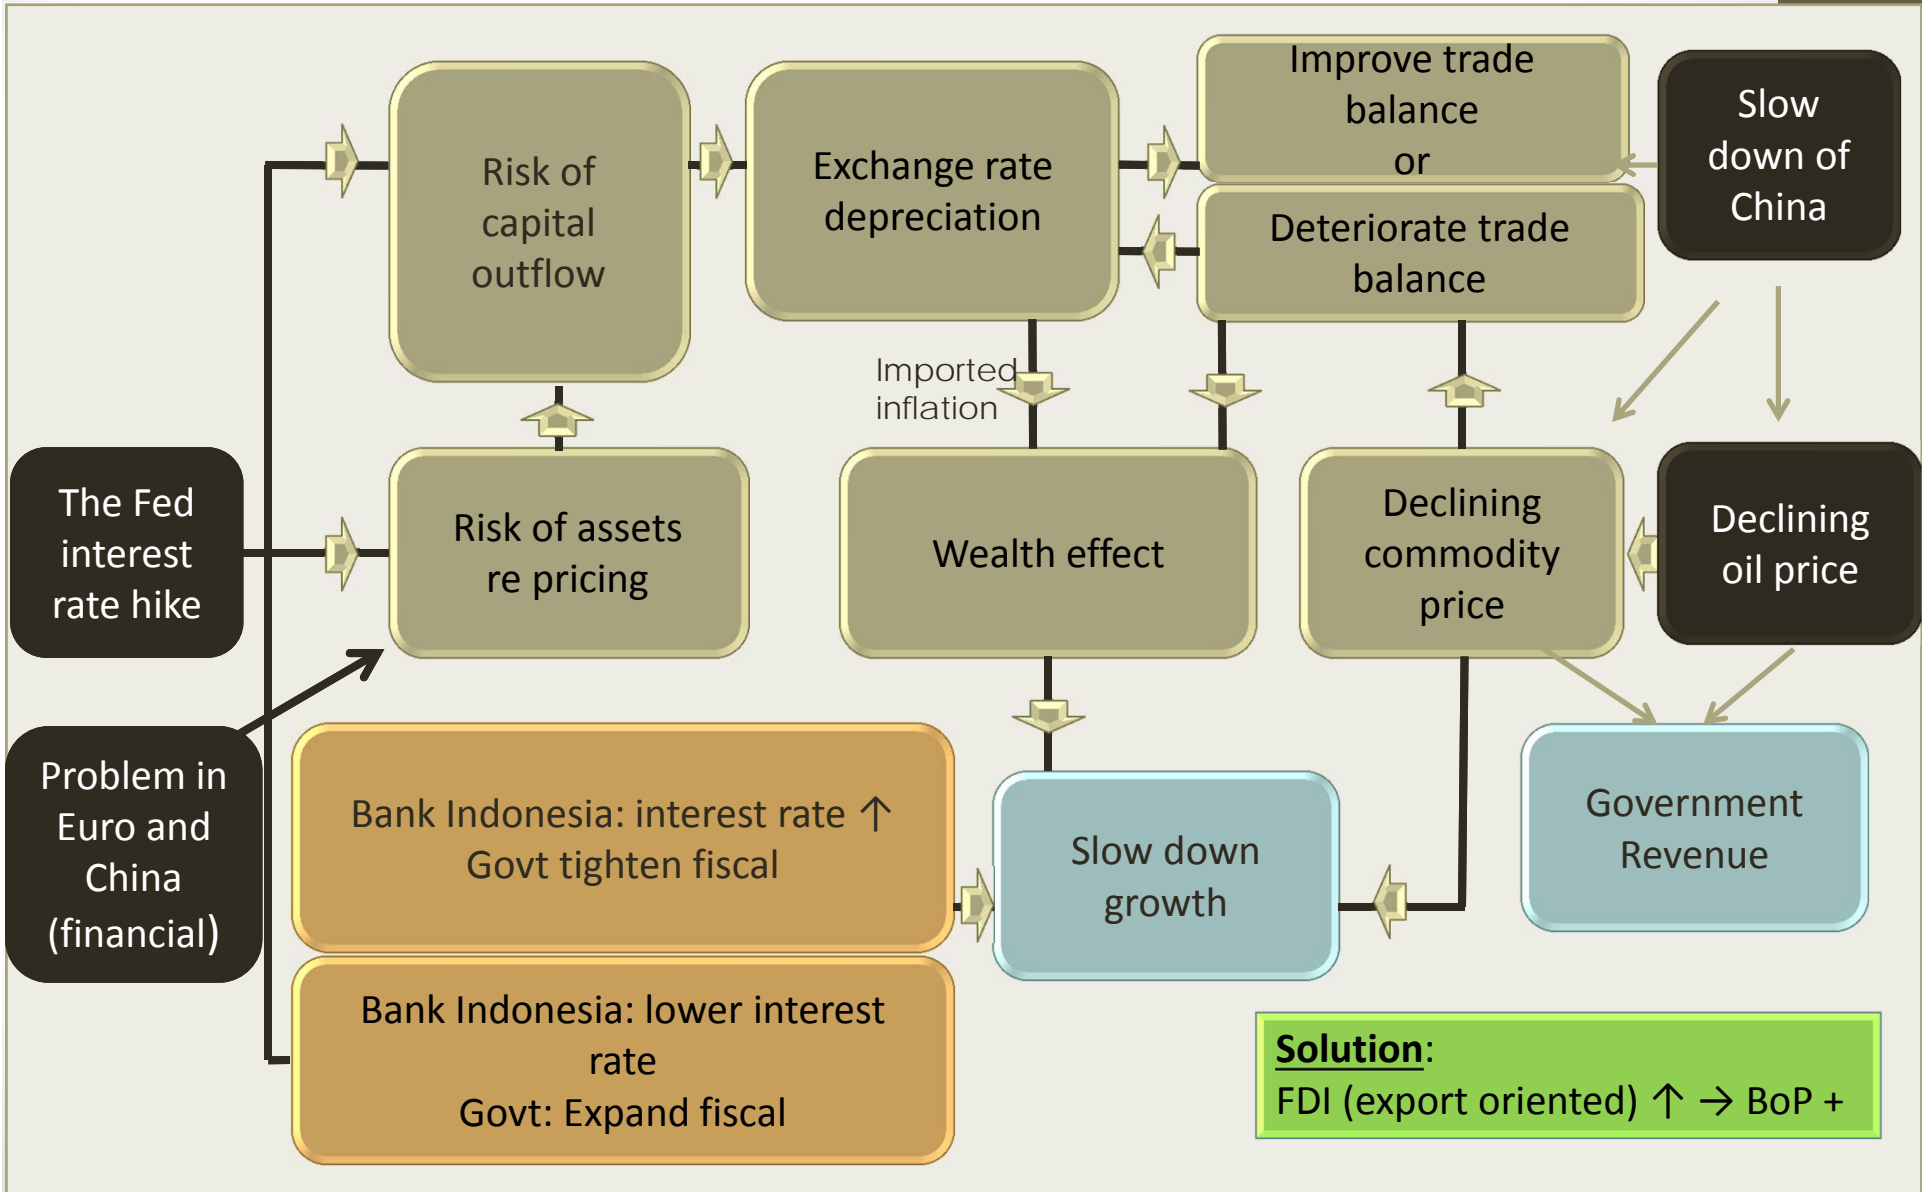 Risk of
capital
outflow
Exchange rate
depreciation
Improve trade
balance
or
Deteriorate trade
balance
Slow
down of
China
Imported
inflation
The Fed
interest
rate hike
Risk of assets
re pricing
Wealth effect
Declining
commodity
price
Declining
oil price
Problem in
Euro and
China
(financial)
Bank Indonesia: interest rate ↑
Govt tighten fiscal
Slow down
growth
Government
Revenue
Bank Indonesia: lower interest
rate
Govt: Expand fiscal
Solution:
FDI (export oriented) ↑ → BoP +